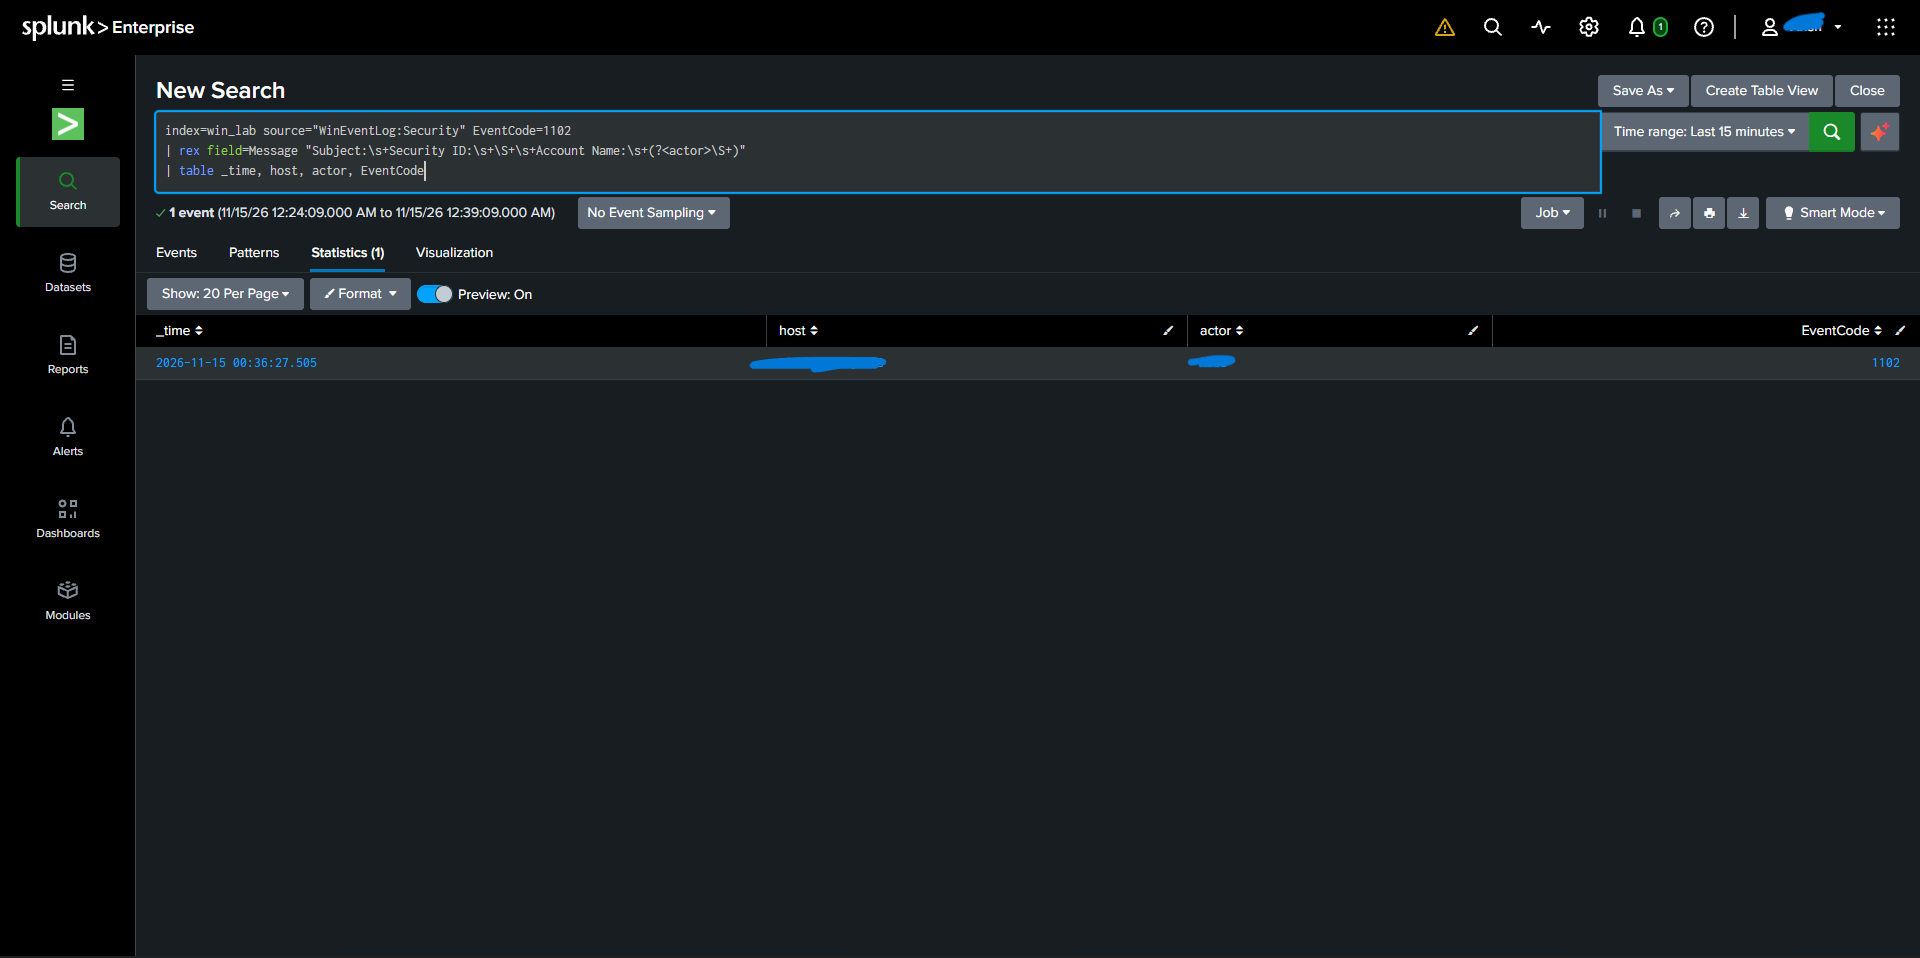 splunk> Enterprise
1
New Search
Save As
Create Table View
Close
index=win_lab source="WinEventLog:Security" EventCode=1102
| rex field=Message "Subject:\s+Security ID:\s+\S+\s+Account Name:\s+(?<actor>\S+)"
| table _time, host, actor, EventCode
Time range: Last 15 minutes
1 event (11/15/26 12:24:09.000 AM to 11/15/26 12:39:09.000 AM)
No Event Sampling
Job
Smart Mode
Events
Patterns
Statistics (1)
Visualization
Show: 20 Per Page
Format
Preview: On
_time
host
actor
EventCode
2026-11-15 00:36:27.505
1102
Search
Datasets
Reports
Alerts
Dashboards
Modules